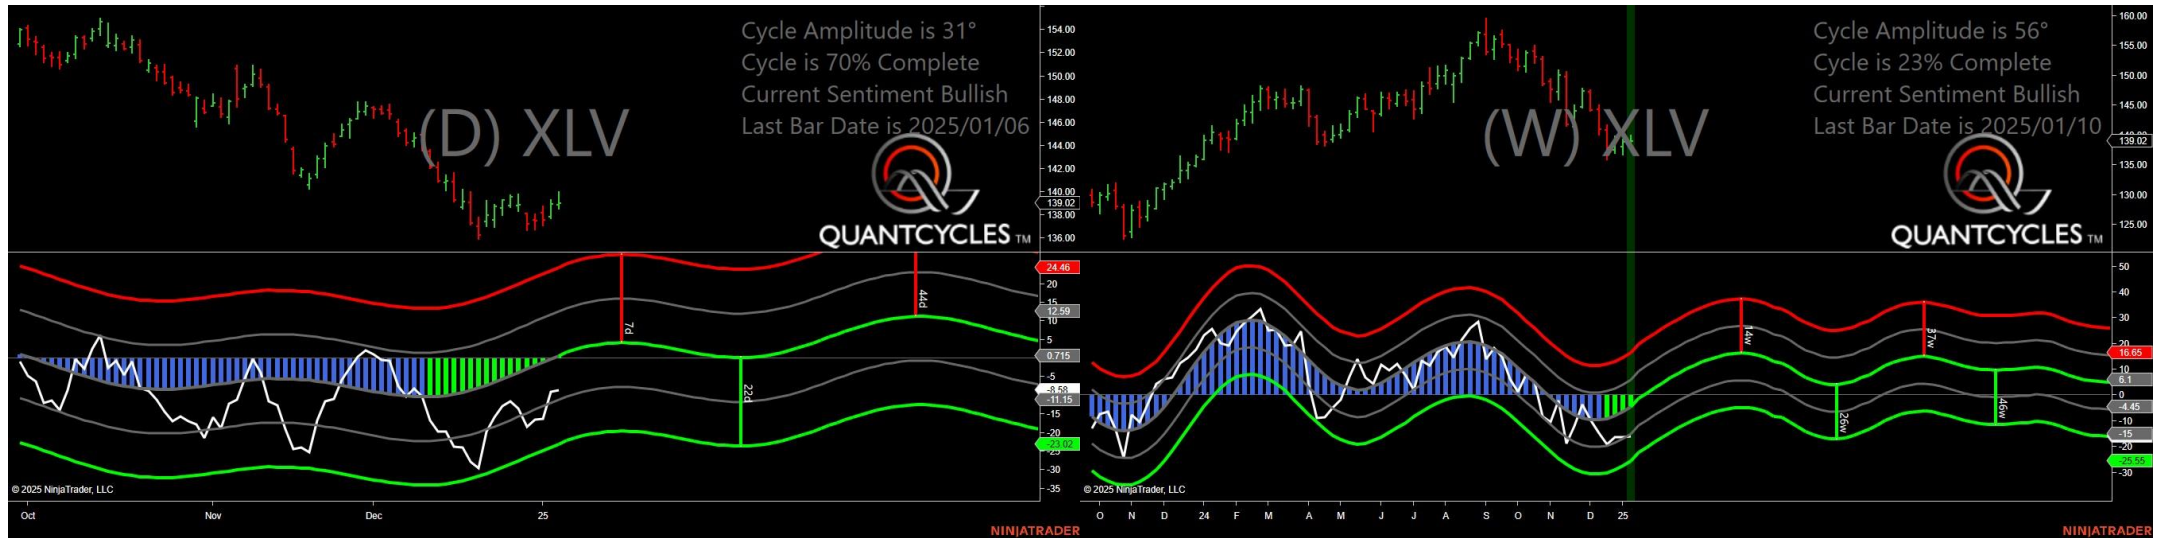 Cycle Amplitude is 31°
Cycle is 70% Complete
Current Sentiment Bullish
Last Bar Date is 2025/01/06
(D) XLV
QUANTCYCLES TM
154.00
152.00
150.00
148.00
146.00
144.00
142.00
140.00
139.02
138.00
136.00
24.46
20
15
12.59
10
5
0.715
-5
-8.58
-11.15
-15
-20
-23.02
-25
-30
-35
7d
22d
44d
© 2025 NinjaTrader, LLC
Oct Nov Dec 25
NINJATRADER
Cycle Amplitude is 56°
Cycle is 23% Complete
Current Sentiment Bullish
Last Bar Date is 2025/01/10
(W) XLV
QUANTCYCLES TM
160.00
155.00
150.00
145.00
140.00
139.02
135.00
130.00
125.00
50
40
30
20
16.65
10
6.1
0
-4.45
-10
-15
-20
-25.55
-30
14w
26w
37w
46w
© 2025 NinjaTrader, LLC
O N D 24 F M A M J J A S O N D 25
NINJATRADER